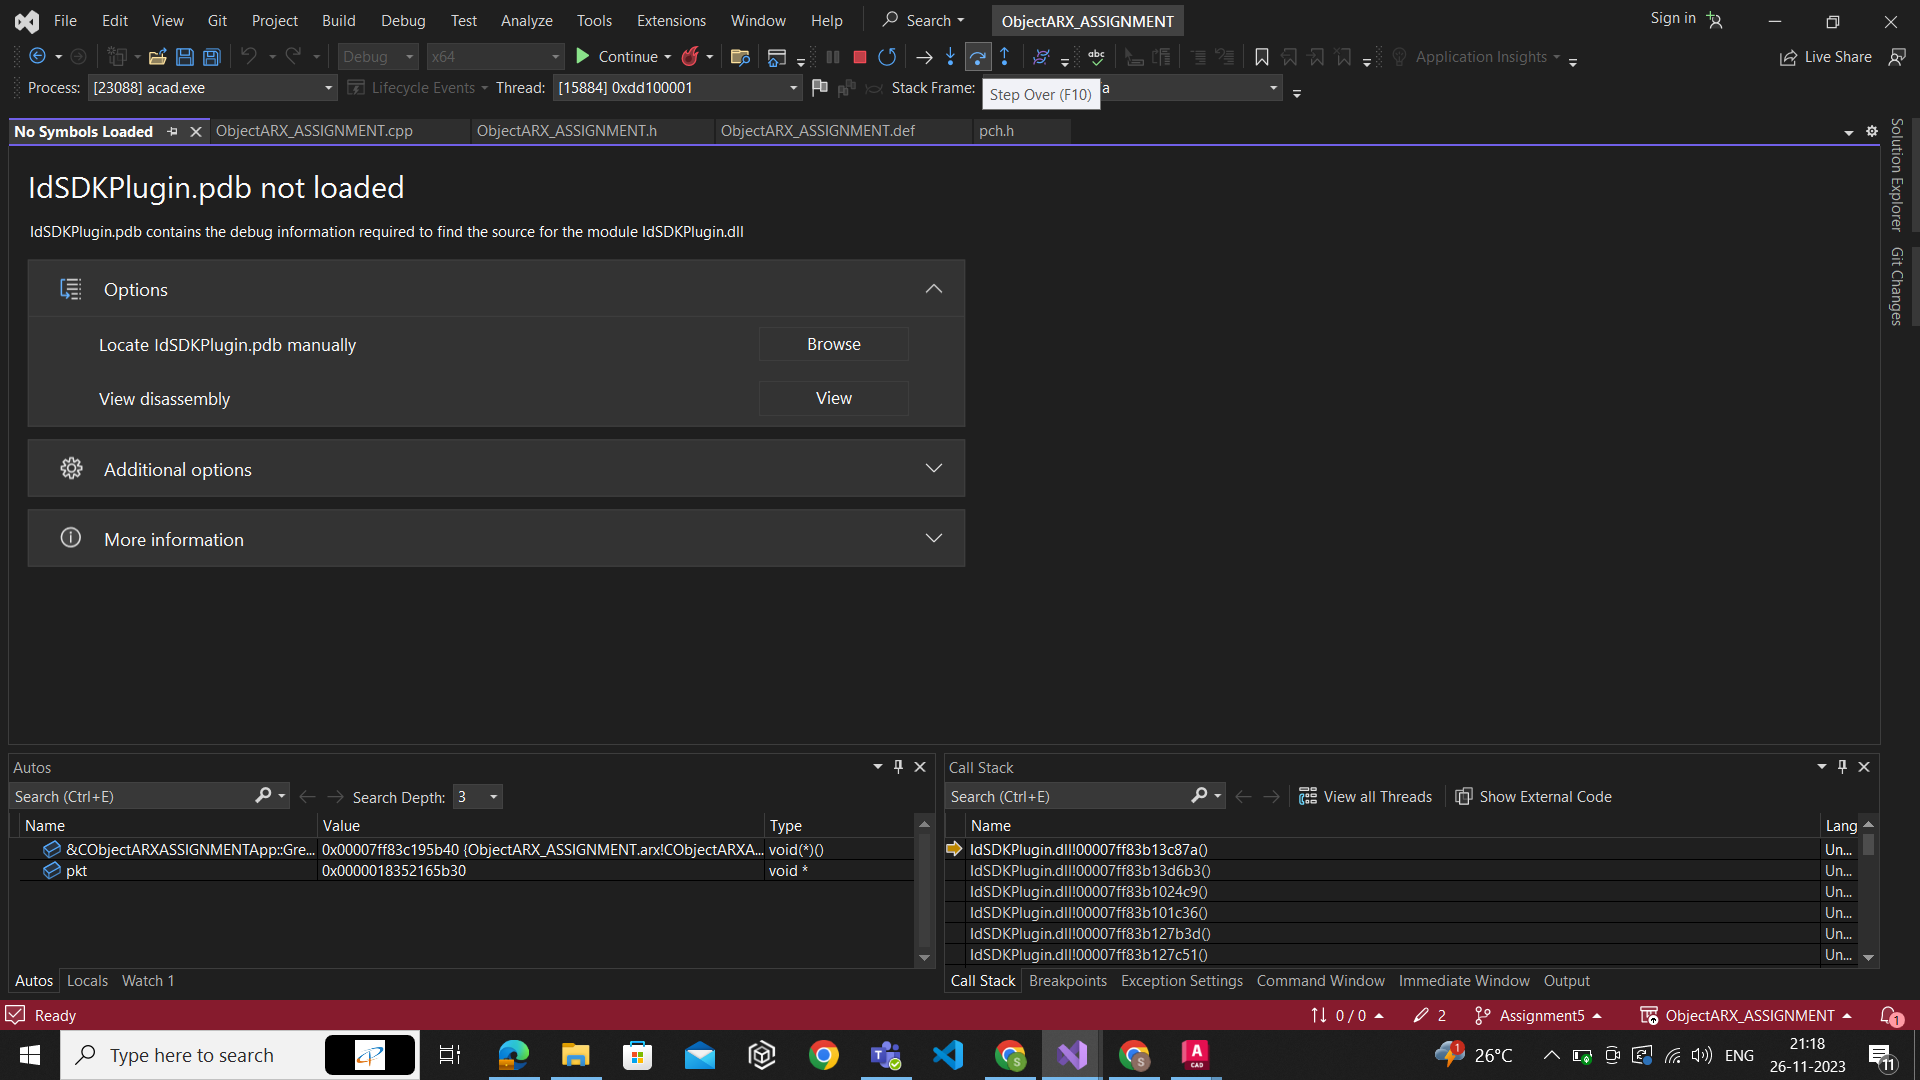 File Edit View Git Project Build Debug Test Analyze Tools Extensions Window Help Search ObjectARX_ASSIGNMENT Sign in
Debug x64 Continue Application Insights Live Share
Process: [23088] acad.exe Lifecycle Events Thread: [15884] 0xdd100001 Stack Frame: a
Step Over (F10)
No Symbols Loaded ObjectARX_ASSIGNMENT.cpp ObjectARX_ASSIGNMENT.h ObjectARX_ASSIGNMENT.def pch.h
Solution Explorer
Git Changes
IdSDKPlugin.pdb not loaded
IdSDKPlugin.pdb contains the debug information required to find the source for the module IdSDKPlugin.dll
Options
Locate IdSDKPlugin.pdb manually Browse
View disassembly View
Additional options
More information
Autos
Search (Ctrl+E) Search Depth: 3
Name Value Type
&CObjectARXASSIGNMENTApp::Gre... 0x00007ff83c195b40 {ObjectARX_ASSIGNMENT.arx!CObjectARXA... void(*)()
pkt 0x0000018352165b30 void *
Autos Locals Watch 1
Call Stack
Search (Ctrl+E) View all Threads Show External Code
Name Lang
IdSDKPlugin.dll!00007ff83b13c87a() Un...
IdSDKPlugin.dll!00007ff83b13d6b3() Un...
IdSDKPlugin.dll!00007ff83b1024c9() Un...
IdSDKPlugin.dll!00007ff83b101c36() Un...
IdSDKPlugin.dll!00007ff83b127b3d() Un...
IdSDKPlugin.dll!00007ff83b127c51() Un...
Call Stack Breakpoints Exception Settings Command Window Immediate Window Output
Ready 0 / 0 2 Assignment5 ObjectARX_ASSIGNMENT 1
Type here to search 26°C ENG 21:18
26-11-2023 11